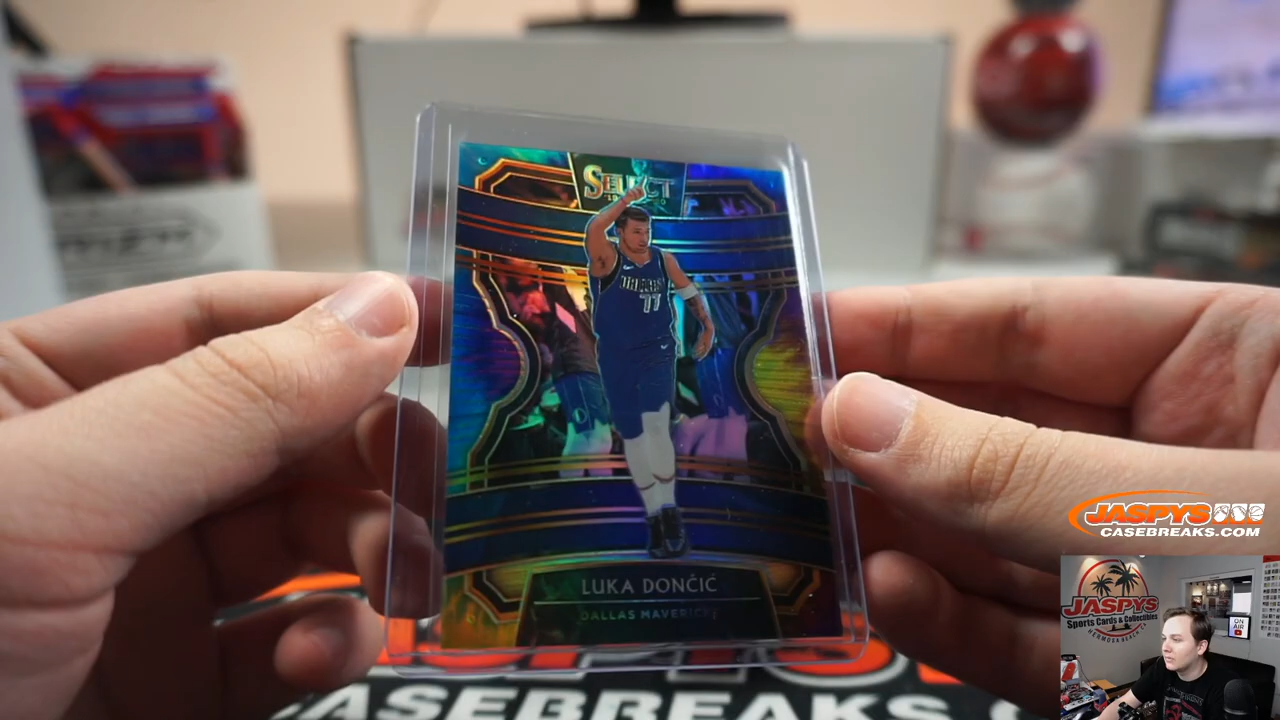 SELECT
DALLAS
77
LUKA DONČIĆ
DALLAS MAVERICKS
JASPYS
CASEBREAKS.COM
JASPYS
Sports Cards & Collectibles
HERMOSA BEACH, CA
ON
AIR
CASEBREAKS